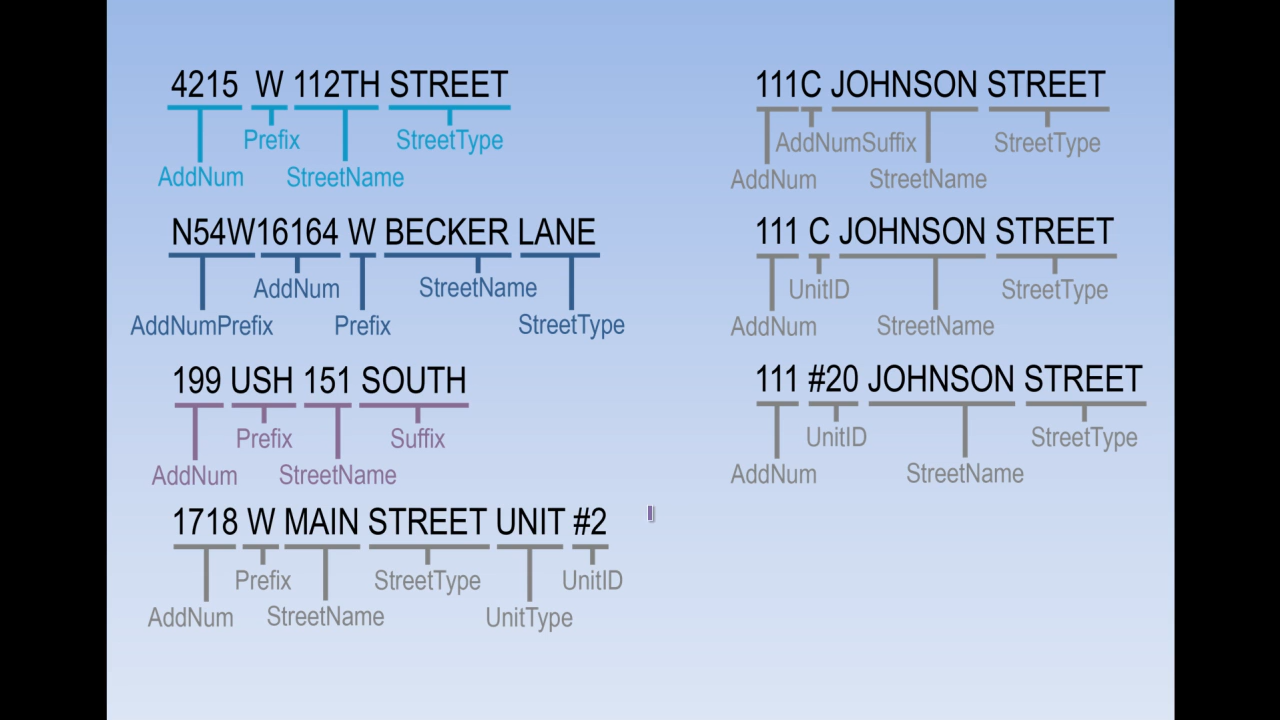 4215 W 112TH STREET
Prefix StreetType
AddNum StreetName
N54W16164 W BECKER LANE
AddNum StreetName
AddNumPrefix Prefix StreetType
199 USH 151 SOUTH
Prefix Suffix
AddNum StreetName
1718 W MAIN STREET UNIT #2
Prefix StreetType UnitID
AddNum StreetName UnitType
111C JOHNSON STREET
AddNumSuffix StreetType
AddNum StreetName
111 C JOHNSON STREET
UnitID StreetType
AddNum StreetName
111 #20 JOHNSON STREET
UnitID StreetType
AddNum StreetName